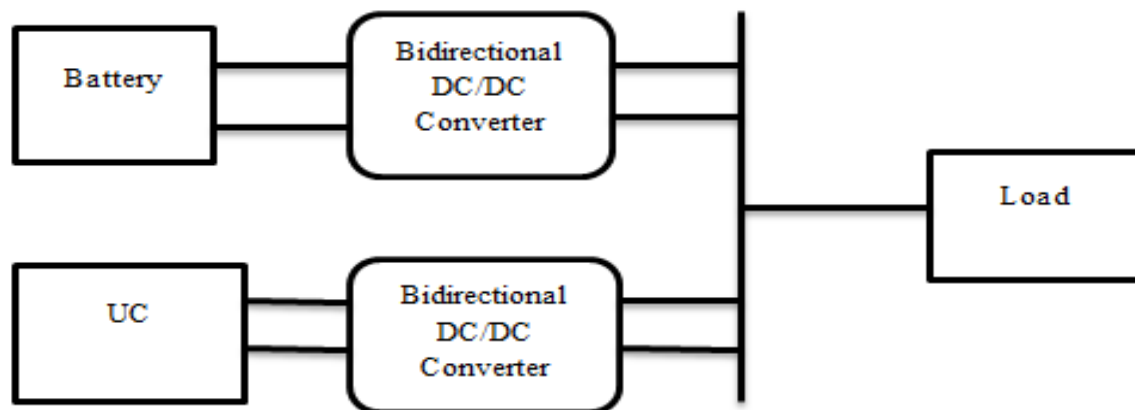 Battery
Bidirectional
DC/DC
Converter
Load
UC
Bidirectional
DC/DC
Converter